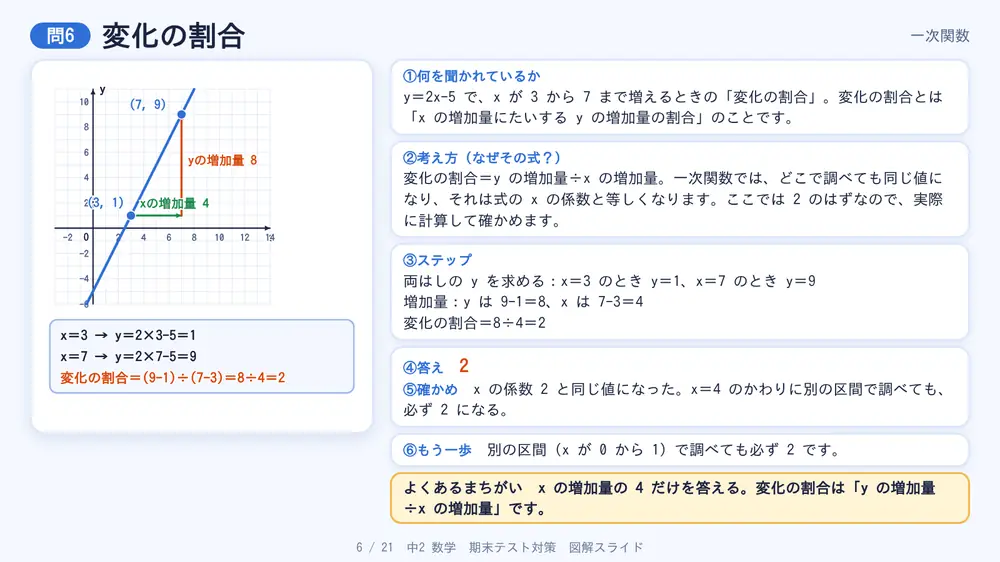 問6 変化の割合
一次関数
y
10
8
6
4
2
0
-2
-4
-6
-2
2
4
6
8
10
12
14
(7, 9)
(3, 1)
yの増加量 8
xの増加量 4
x=3 → y=2×3-5=1
x=7 → y=2×7-5=9
変化の割合=(9-1)÷(7-3)=8÷4=2
①何を聞かれているか
y=2x-5 で、x が 3 から 7 まで増えるときの「変化の割合」。変化の割合とは
「x の増加量にたいする y の増加量の割合」のことです。
②考え方（なぜその式？）
変化の割合=y の増加量÷x の増加量。一次関数では、どこで調べても同じ値に
なり、それは式の x の係数と等しくなります。ここでは 2 のはずなので、実際
に計算して確かめます。
③ステップ
両はしの y を求める：x=3 のとき y=1、x=7 のとき y=9
増加量：y は 9-1=8、x は 7-3=4
変化の割合=8÷4=2
④答え 2
⑤確かめ x の係数 2 と同じ値になった。x=4 のかわりに別の区間で調べても、
必ず 2 になる。
⑥もう一歩 別の区間（x が 0 から 1）で調べても必ず 2 です。
よくあるまちがい x の増加量の 4 だけを答える。変化の割合は「y の増加量
÷x の増加量」です。
6 / 21 中2 数学 期末テスト対策 図解スライド